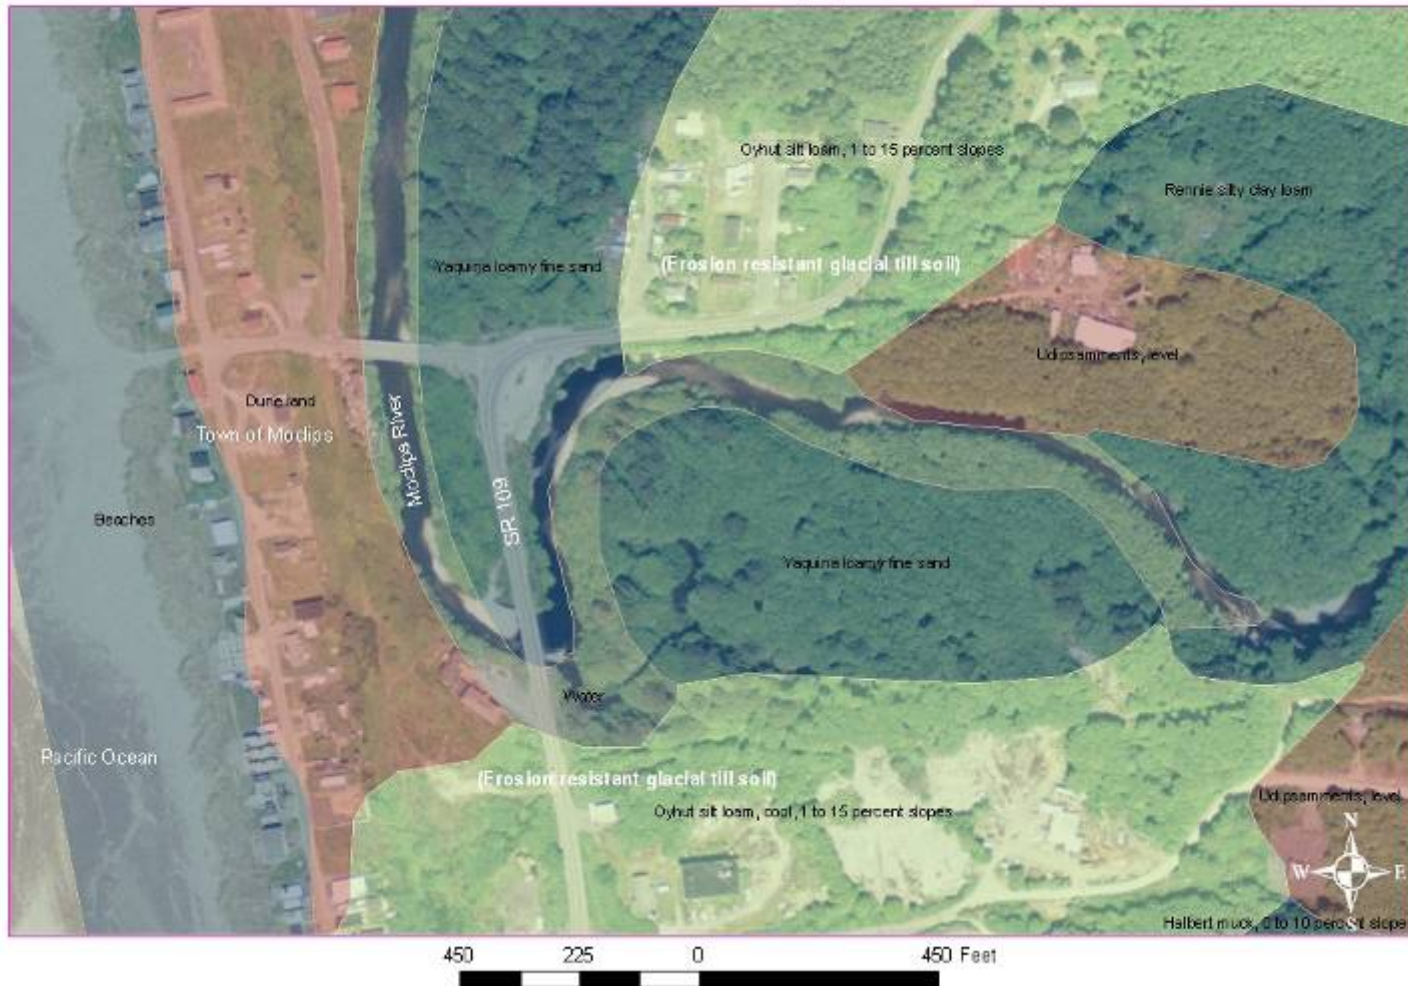 Oyhut silt loam, 1 to 15 percent slopes
Rennie silty clay loam
Yaquina loamy fine sand
(Erosion resistant glacial till soil)
Udipsamments, level
Dune land
Town of Moclips
Moclips River
SR 109
Beaches
Yaquina loamy fine sand
Water
Pacific Ocean
(Erosion resistant glacial till soil)
Oyhut silt loam, cool, 1 to 15 percent slopes
Udipsamments, level
N
W E
S
Halbert muck, 0 to 10 percent slope
450 225 0 450 Feet